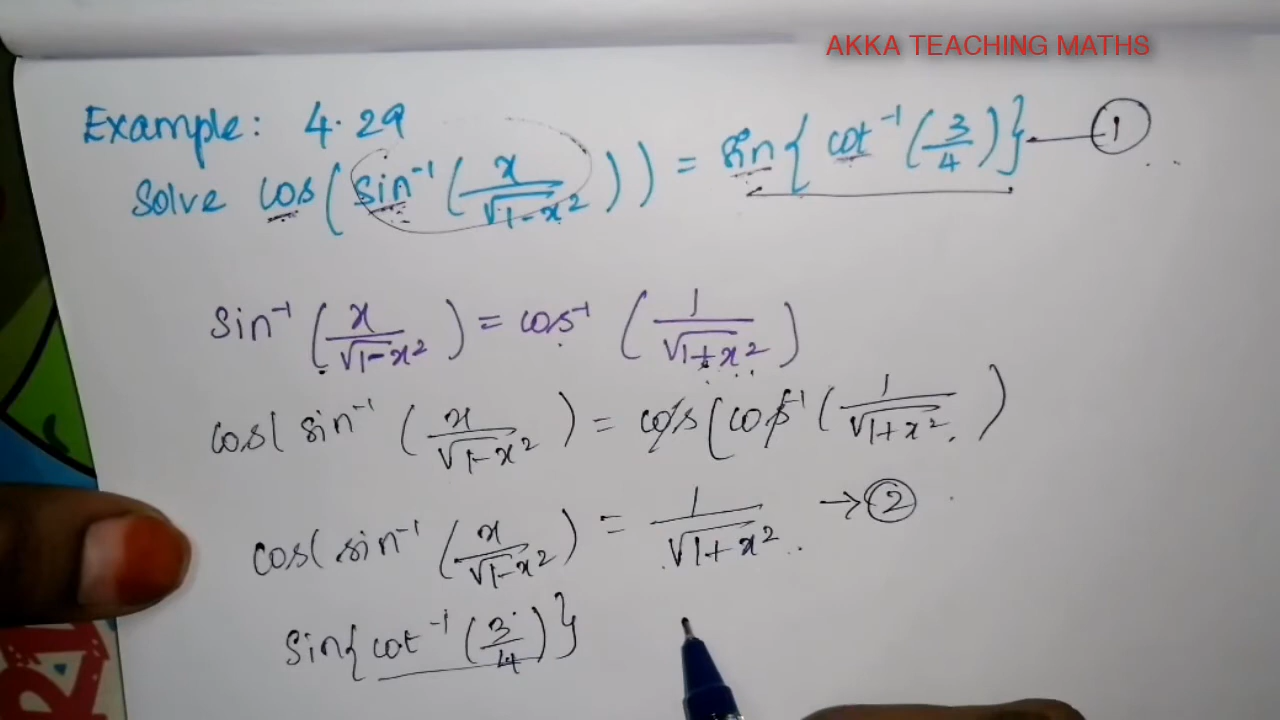 AKKA TEACHING MATHS
Example: 4.29
Solve cos(sin⁻¹(x/√1-x²)) = sin{cot⁻¹(3/4)} ①
sin⁻¹(x/√1-x²) = cos⁻¹(1/√1+x²)
cos(sin⁻¹(x/√1-x²) = cos(cos⁻¹(1/√1+x²)
cos(sin⁻¹(x/√1-x²) = 1/√1+x² → ②
Sin{cot⁻¹(3/4)}